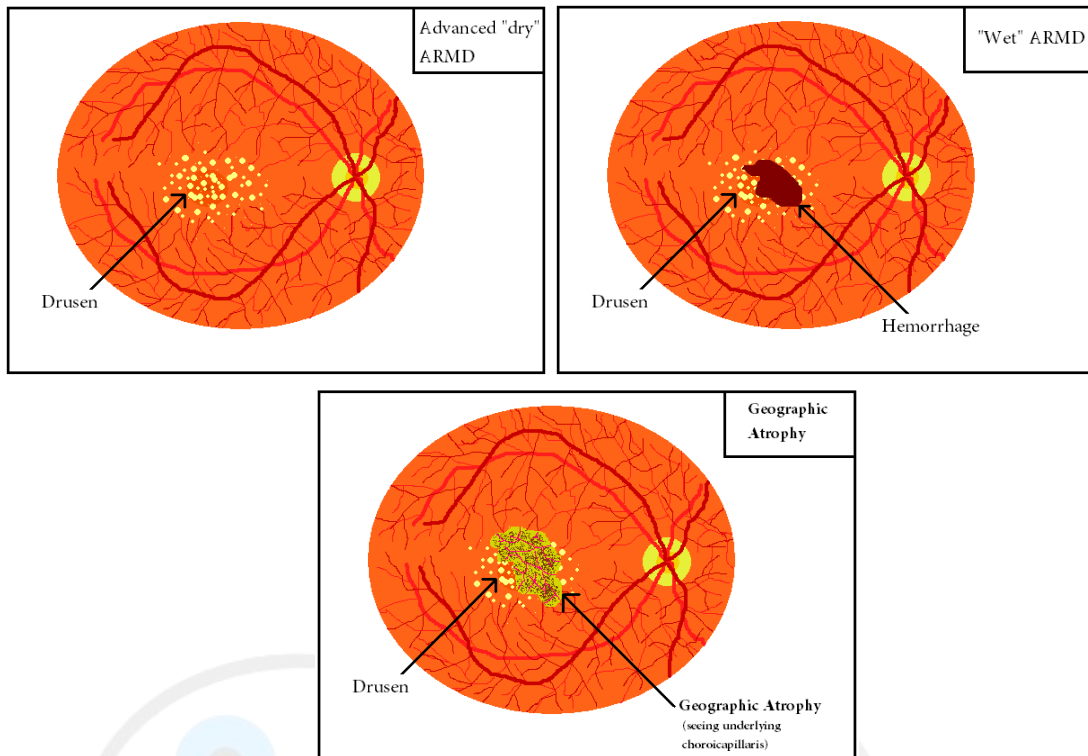 Advanced "dry"
ARMD
Drusen
"Wet" ARMD
Drusen
Hemorrhage
Geographic
Atrophy
Drusen
Geographic Atrophy
(seeing underlying
choroicapillaris)